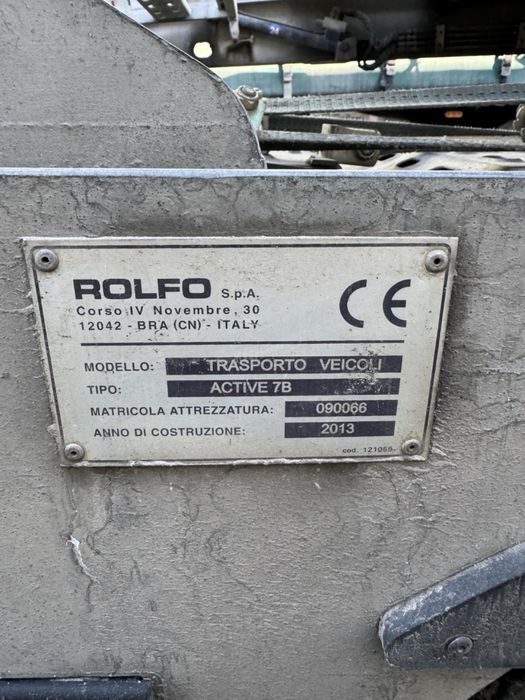 ROLFO S.p.A.
Corso IV Novembre, 30
12042 - BRA (CN) - ITALY
CE
MODELLO: TRASPORTO VEICOLI
TIPO: ACTIVE 7B
MATRICOLA ATTREZZATURA: 090066
ANNO DI COSTRUZIONE: 2013
cod. 121055